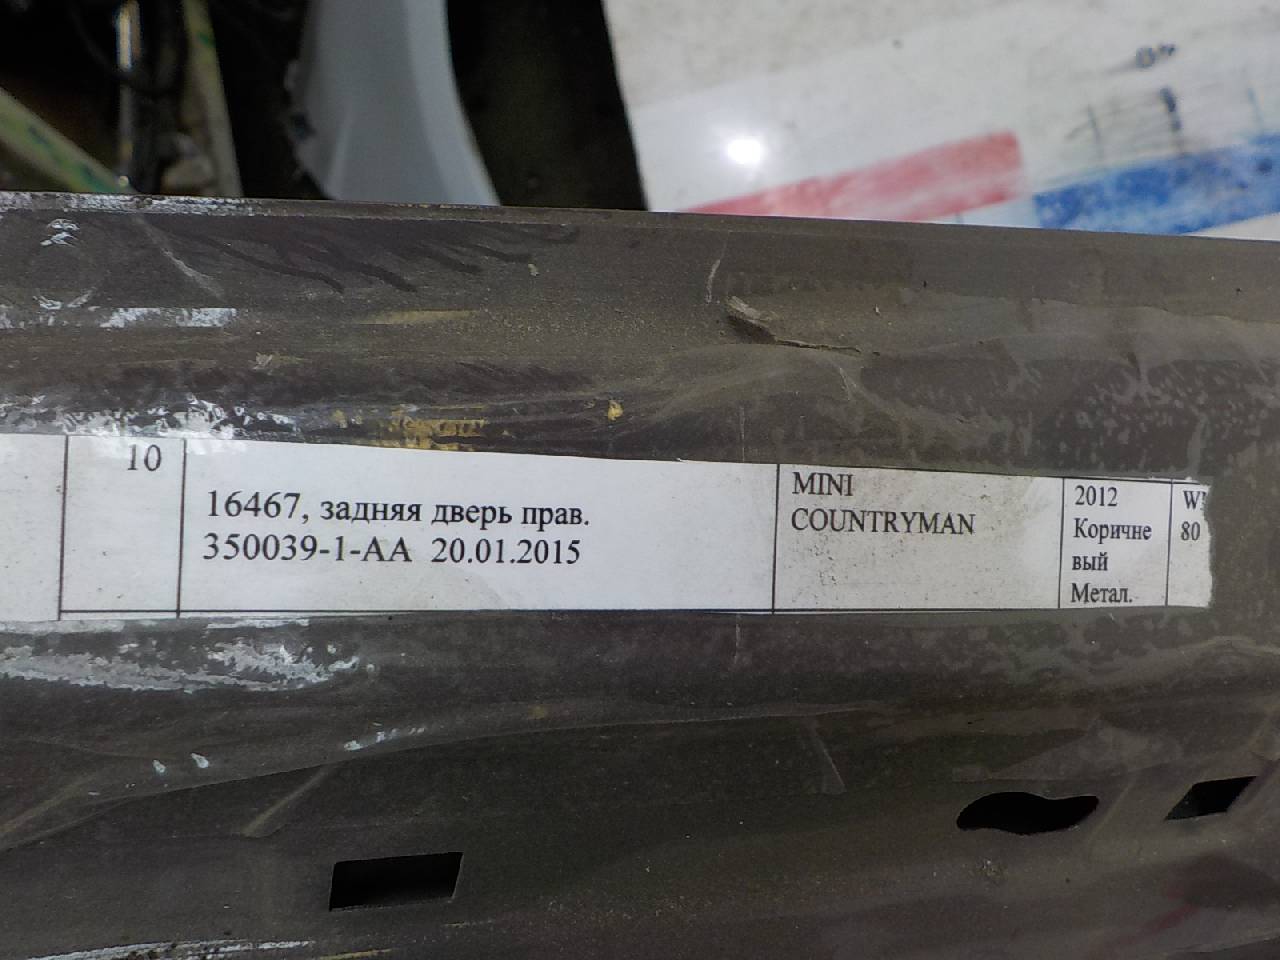 10
16467, задняя дверь прав.
350039-1-АА 20.01.2015
MINI
COUNTRYMAN
2012
Коричне
вый
Метал.
80